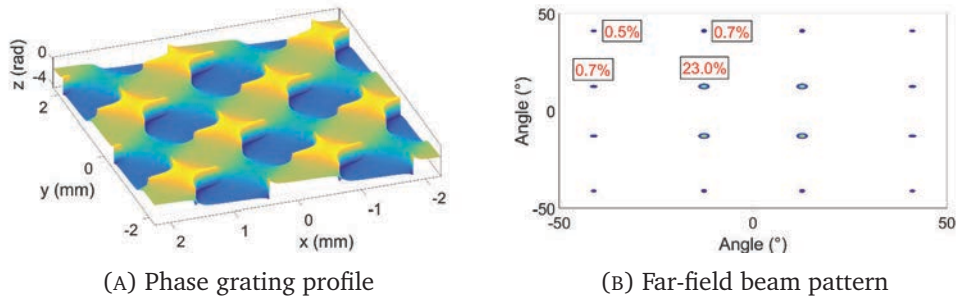 0
-4
z (rad)
2
0
-2
y (mm)
2
1
0
-1
-2
x (mm)
50
0
-50
Angle (°)
0.5%
0.7%
0.7%
23.0%
-50
0
50
Angle (°)
(A) Phase grating profile
(B) Far-field beam pattern